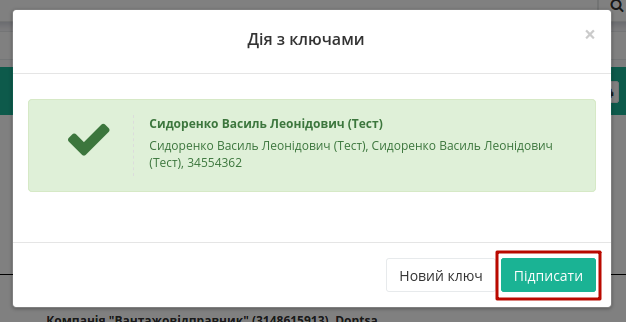 Дія з ключами
×
Сидоренко Василь Леонідович (Тест)
Сидоренко Василь Леонідович (Тест), Сидоренко Василь Леонідович
(Тест), 34554362
Новий ключ
Підписати
Компанія "Вантажовідправник" (3148615913), Dontsa